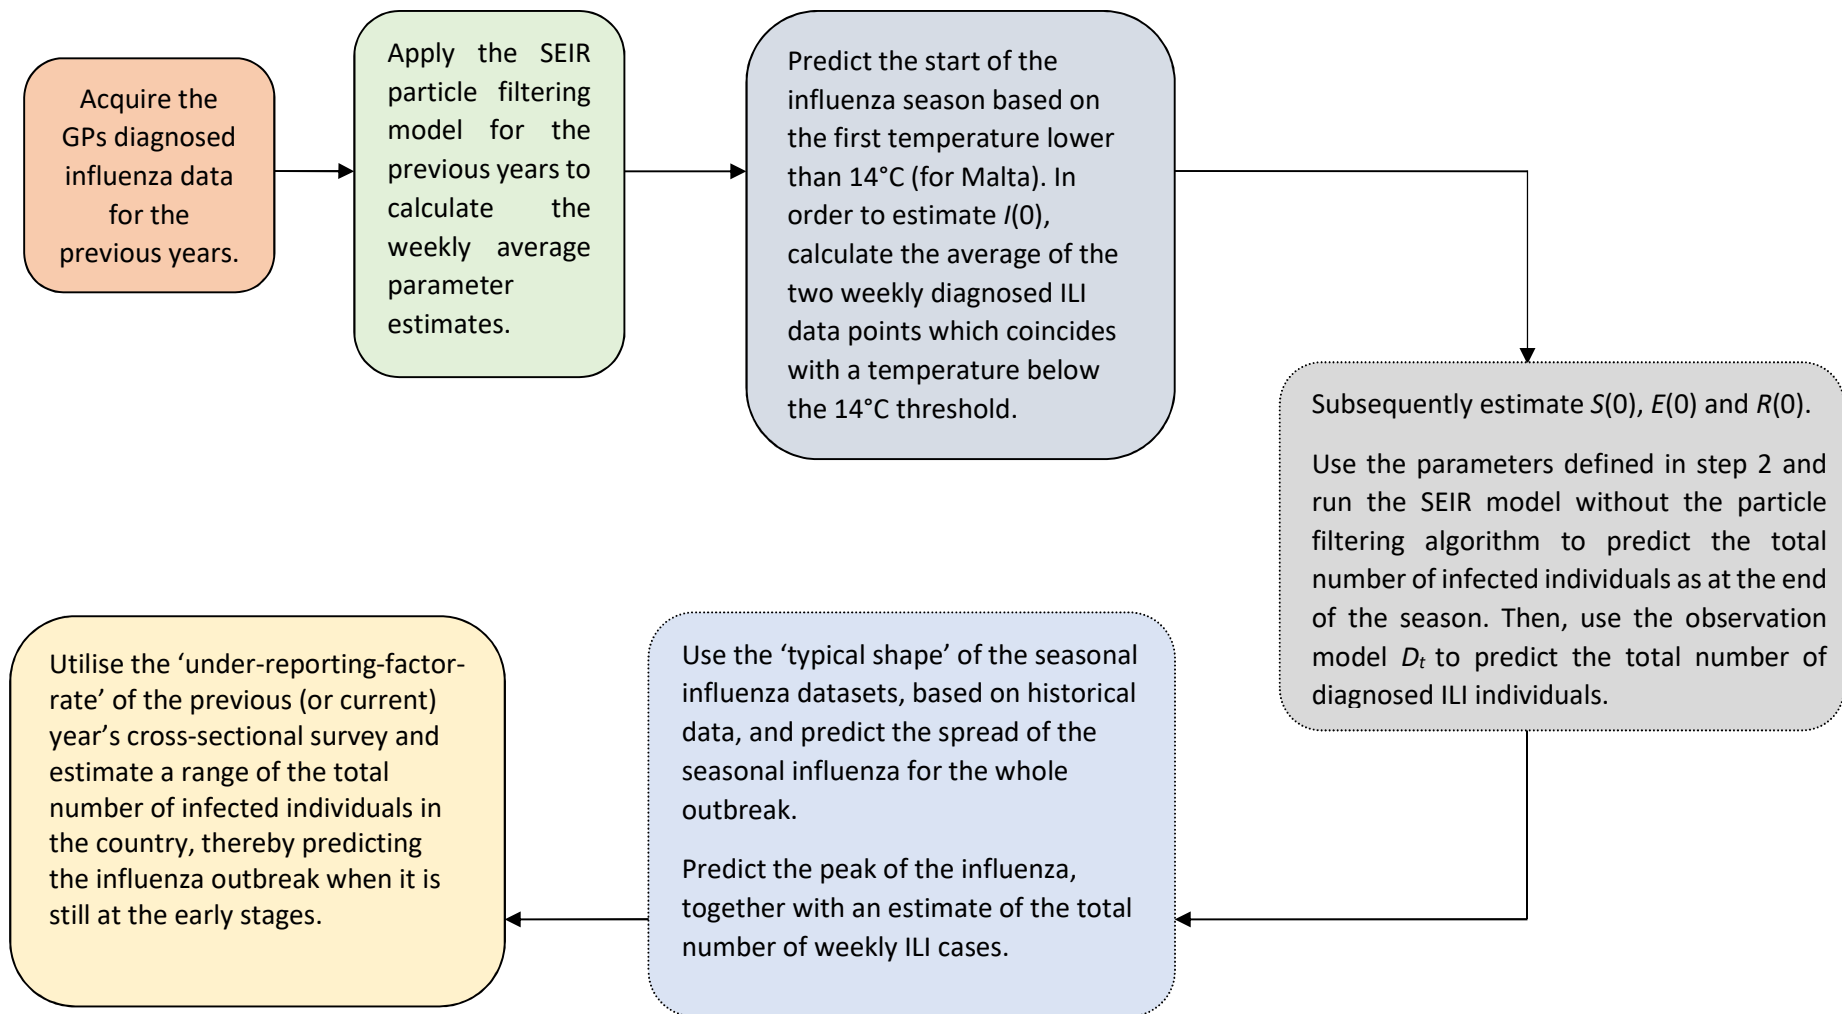 Acquire the
GPs diagnosed
influenza data
for the
previous years.
Apply the SEIR
particle filtering
model for the
previous years to
calculate the
weekly average
parameter
estimates.
Predict the start of the
influenza season based on
the first temperature lower
than 14°C (for Malta). In
order to estimate I(0),
calculate the average of the
two weekly diagnosed ILI
data points which coincides
with a temperature below
the 14°C threshold.
Subsequently estimate S(0), E(0) and R(0).
Use the parameters defined in step 2 and
run the SEIR model without the particle
filtering algorithm to predict the total
number of infected individuals as at the end
of the season. Then, use the observation
model Dt to predict the total number of
diagnosed ILI individuals.
Use the ‘typical shape’ of the seasonal
influenza datasets, based on historical
data, and predict the spread of the
seasonal influenza for the whole
outbreak.
Predict the peak of the influenza,
together with an estimate of the total
number of weekly ILI cases.
Utilise the ‘under-reporting-factor-
rate’ of the previous (or current)
year’s cross-sectional survey and
estimate a range of the total
number of infected individuals in
the country, thereby predicting
the influenza outbreak when it is
still at the early stages.